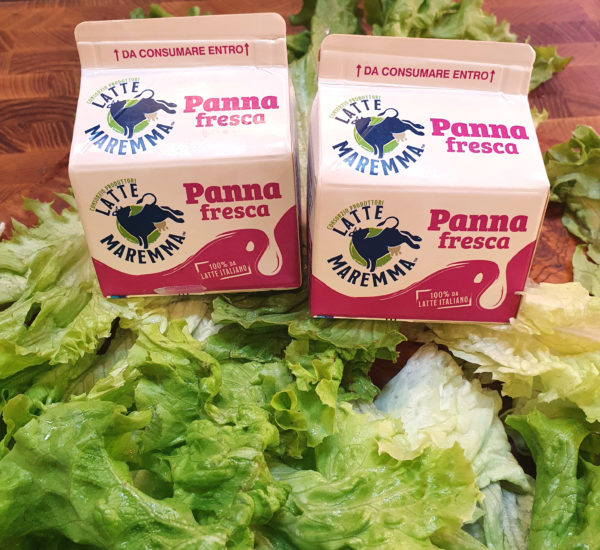 ↑ DA CONSUMARE ENTRO ↑
CONSORZIO PRODUTTORI
LATTE
MAREMMA
Panna
fresca
CONSORZIO PRODUTTORI
LATTE
MAREMMA
Panna
fresca
100% DA
LATTE ITALIANO
↑ DA CONSUMARE ENTRO ↑
CONSORZIO PRODUTTORI
LATTE
MAREMMA
Panna
fresca
CONSORZIO PRODUTTORI
LATTE
MAREMMA
Panna
fresca
100% DA
LATTE ITALIANO